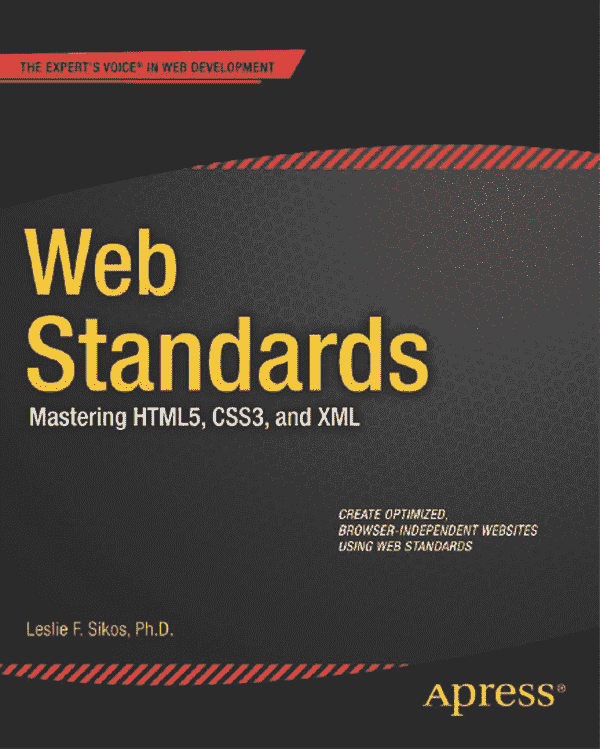 THE EXPERT'S VOICE® IN WEB DEVELOPMENT
Web
Standards
Mastering HTML5, CSS3, and XML
CREATE OPTIMIZED,
BROWSER-INDEPENDENT WEBSITES
USING WEB STANDARDS
Leslie F. Sikos, Ph.D.
Apress®